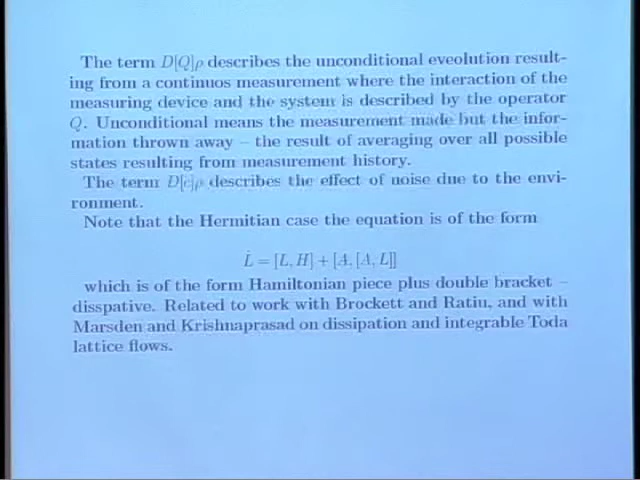 The term D[Q]ρ describes the unconditional eveolution result-
ing from a continuos measurement where the interaction of the
measuring device and the system is described by the operator
Q. Unconditional means the measurement made but the infor-
mation thrown away – the result of averaging over all possible
states resulting from measurement history.
The term D[c]ρ describes the effect of noise due to the envi-
ronment.
Note that the Hermitian case the equation is of the form
L̇ = [L, H] + [A, [A, L]]
which is of the form Hamiltonian piece plus double bracket –
disspative. Related to work with Brockett and Ratiu, and with
Marsden and Krishnaprasad on dissipation and integrable Toda
lattice flows.